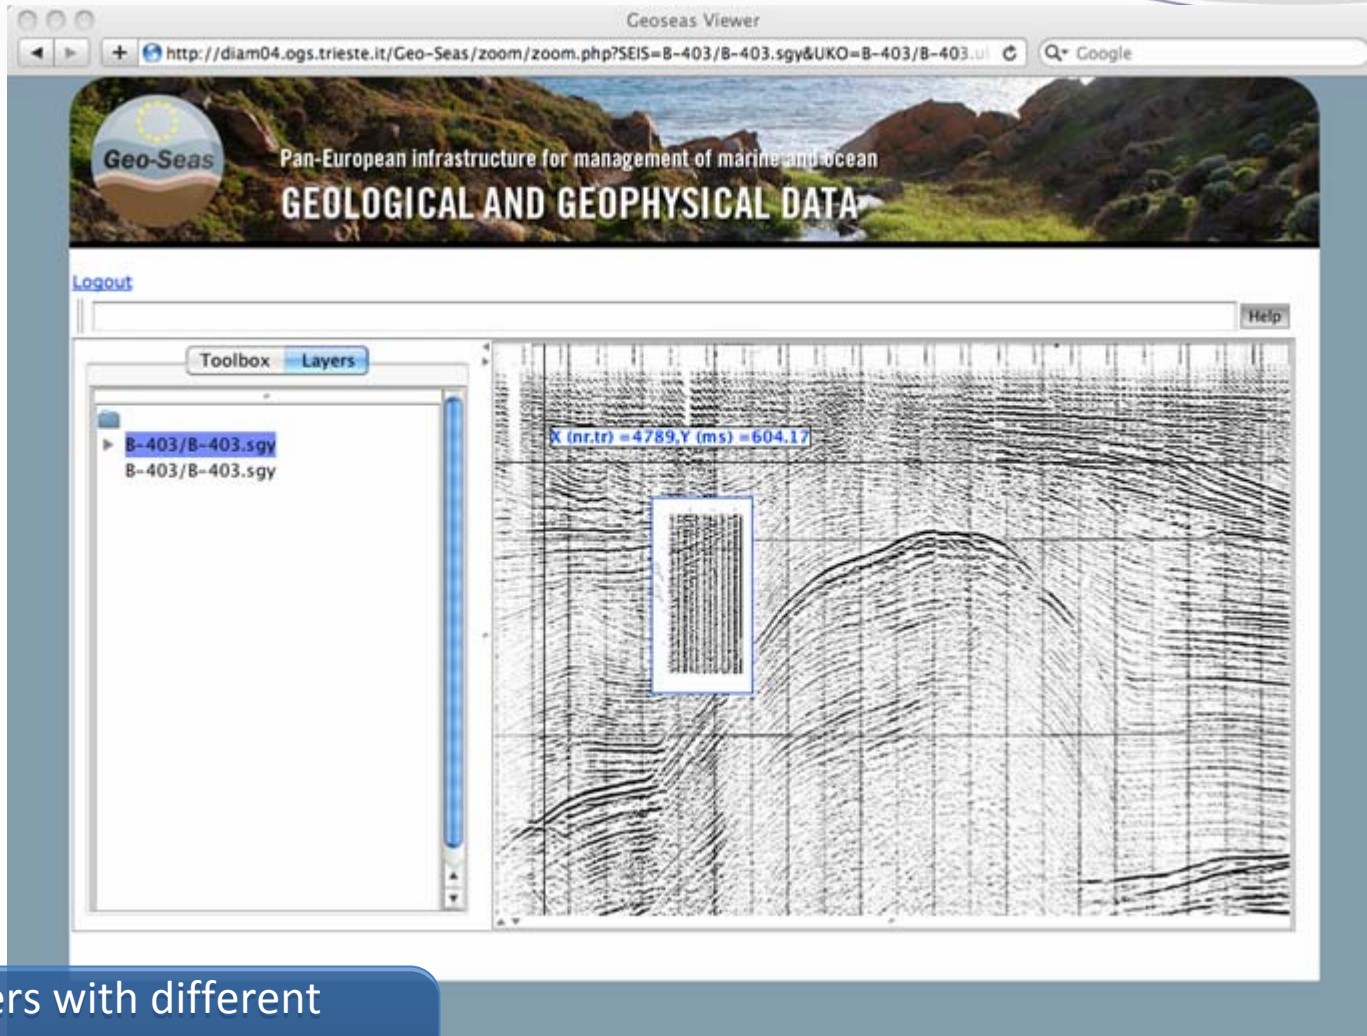 Geoseas Viewer
http://diam04.ogs.trieste.it/Geo-Seas/zoom/zoom.php?SEIS=B-403/B-403.sgy&UKO=B-403/B-403.u
Google
Geo-Seas
Pan-European infrastructure for management of marine and ocean
GEOLOGICAL AND GEOPHYSICAL DATA
Logout
Help
Toolbox Layers
B-403/B-403.sgy
B-403/B-403.sgy
X (nr.tr) =4789,Y (ms) =604.17
ers with different